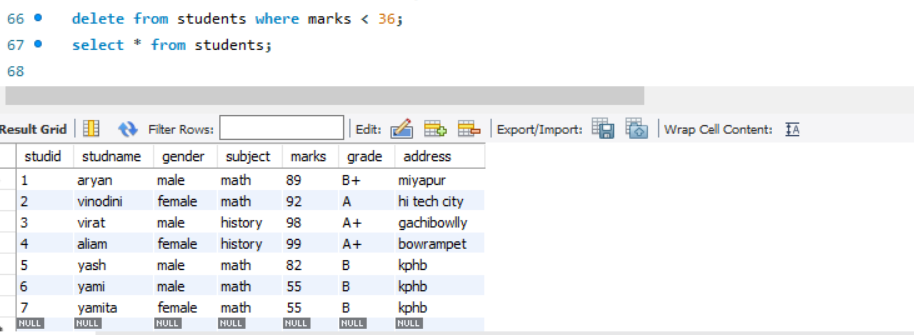 66 delete from students where marks < 36;
67 select * from students;
68
Result Grid Filter Rows: Edit: Export/Import: Wrap Cell Content: IA
studid studname gender subject marks grade address
1 aryan male math 89 B+ miyapur
2 vinodini female math 92 A hi tech city
3 virat male history 98 A+ gachibowlly
4 aliam female history 99 A+ bowrampet
5 yash male math 82 B kphb
6 yami male math 55 B kphb
7 yamita female math 55 B kphb
NULL NULL NULL NULL NULL NULL NULL